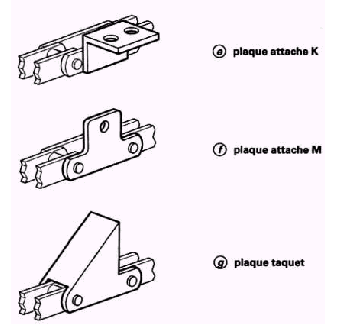 e plaque attache K
f plaque attache M
g plaque taquet